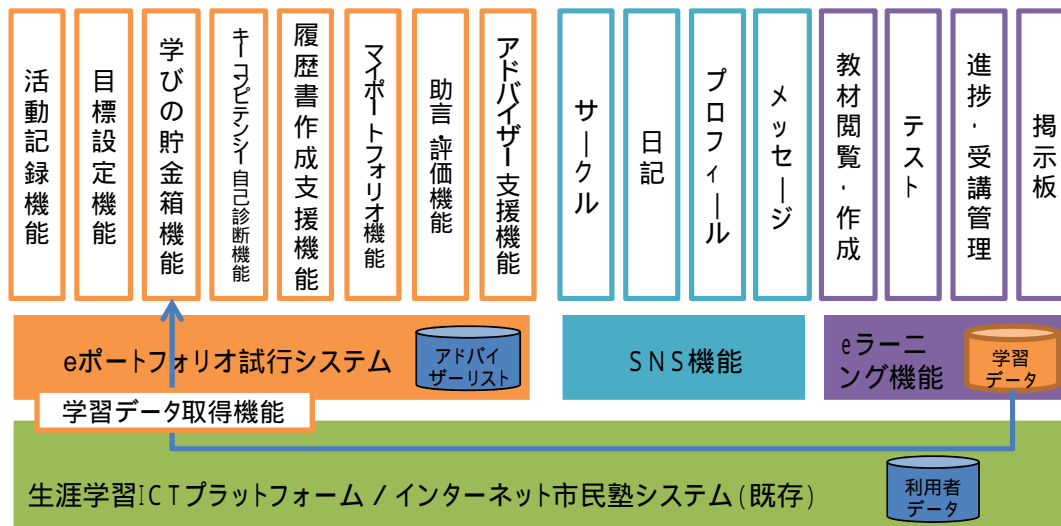 活動記録機能
目標設定機能
学びの貯金箱機能
キーコンピテンシー自己診断機能
履歴書作成支援機能
マイポートフォリオ機能
助言・評価機能
アドバイザー支援機能
サークル
日記
プロフィール
メッセージ
教材閲覧・作成
テスト
進捗・受講管理
掲示板
eポートフォリオ試行システム
アドバイ
ザーリスト
SNS機能
eラーニ
ング機能
学習
データ
学習データ取得機能
生涯学習ICTプラットフォーム/インターネット市民塾システム(既存)
利用者
データ